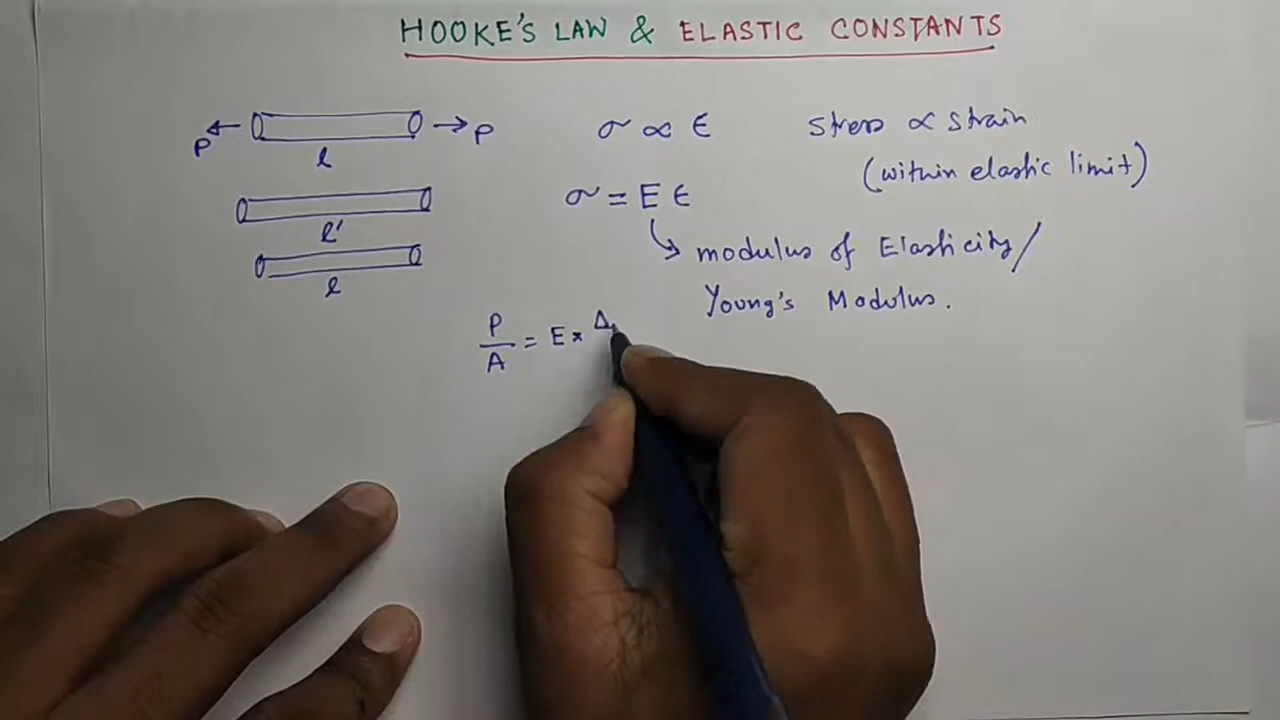 HOOKE'S LAW & ELASTIC CONSTANTS
P ← → P
l
σ ∝ ϵ
stress ∝ strain
(within elastic limit)
l'
σ = E ϵ
modulus of Elasticity/
Young's Modulus.
l
P/A = E × Δ